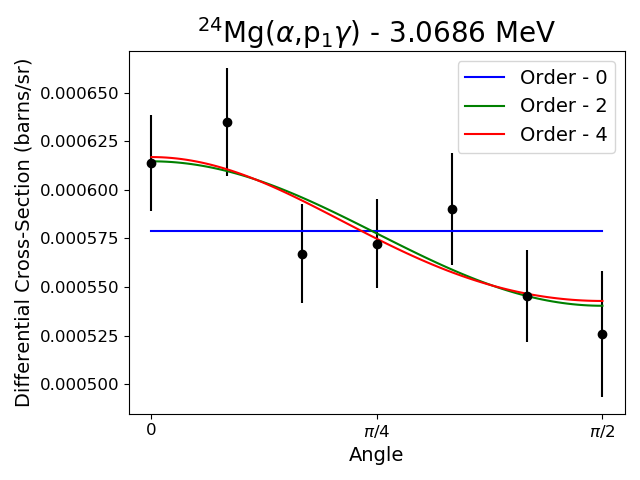 ²⁴Mg(α,p₁γ) - 3.0686 MeV
Differential Cross-Section (barns/sr)
0.000650
0.000625
0.000600
0.000575
0.000550
0.000525
0.000500
Order - 0
Order - 2
Order - 4
0 π/4 π/2
Angle